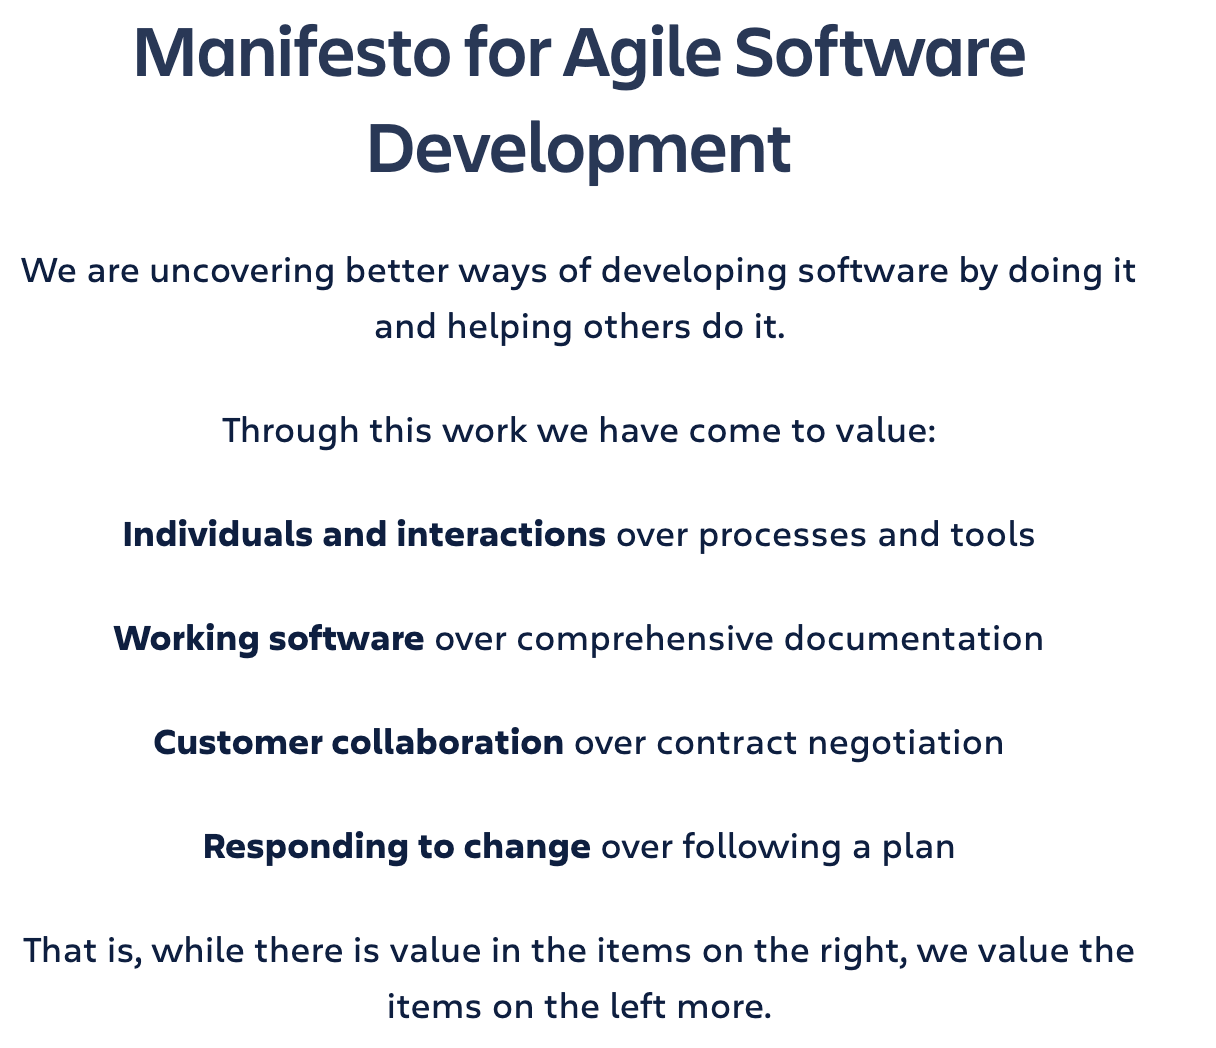 Manifesto for Agile Software
Development
We are uncovering better ways of developing software by doing it
and helping others do it.
Through this work we have come to value:
Individuals and interactions over processes and tools
Working software over comprehensive documentation
Customer collaboration over contract negotiation
Responding to change over following a plan
That is, while there is value in the items on the right, we value the
items on the left more.